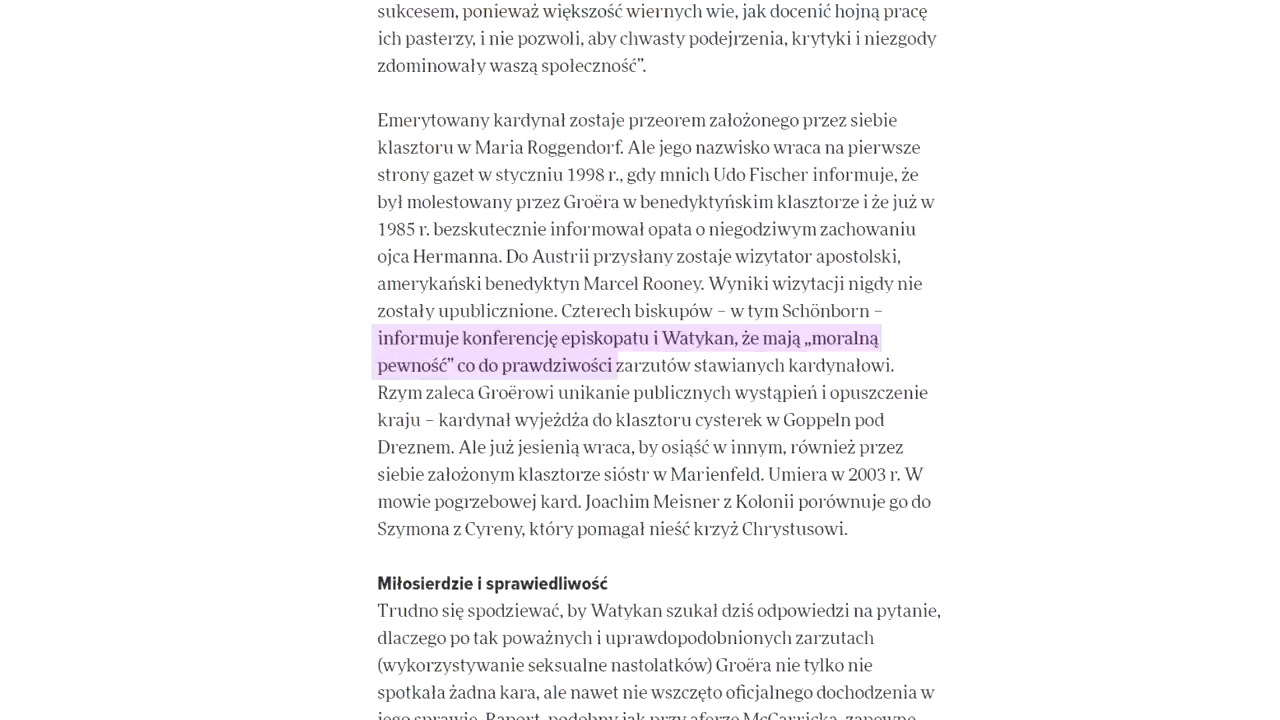 sukcesem, ponieważ większość wiernych wie, jak docenić hojną pracę
ich pasterzy, i nie pozwoli, aby chwasty podejrzenia, krytyki i niezgody
zdominowały waszą społeczność”.
Emerytowany kardynał zostaje przeorem założonego przez siebie
klasztoru w Maria Roggendorf. Ale jego nazwisko wraca na pierwsze
strony gazet w styczniu 1998 r., gdy mnich Udo Fischer informuje, że
był molestowany przez Groëra w benedyktyńskim klasztorze i że już w
1985 r. bezskutecznie informował opata o niegodziwym zachowaniu
ojca Hermanna. Do Austrii przysłany zostaje wizytator apostolski,
amerykański benedyktyn Marcel Rooney. Wyniki wizytacji nigdy nie
zostały upublicznione. Czterech biskupów – w tym Schönborn –
informuje konferencję episkopatu i Watykan, że mają „moralną
pewność” co do prawdziwości zarzutów stawianych kardynałowi.
Rzym zaleca Groërowi unikanie publicznych wystąpień i opuszczenie
kraju – kardynał wyjeżdża do klasztoru cysterek w Goppeln pod
Dreznem. Ale już jesienią wraca, by osiąść w innym, również przez
siebie założonym klasztorze sióstr w Marienfeld. Umiera w 2003 r. W
mowie pogrzebowej kard. Joachim Meisner z Kolonii porównuje go do
Szymona z Cyreny, który pomagał nieść krzyż Chrystusowi.
Miłosierdzie i sprawiedliwość
Trudno się spodziewać, by Watykan szukał dziś odpowiedzi na pytanie,
dlaczego po tak poważnych i uprawdopodobnionych zarzutach
(wykorzystywanie seksualne nastolatków) Groëra nie tylko nie
spotkała żadna kara, ale nawet nie wszczęto oficjalnego dochodzenia w
jego sprawie. Raport, podobny jak przy aferze McCarricka, zapewne